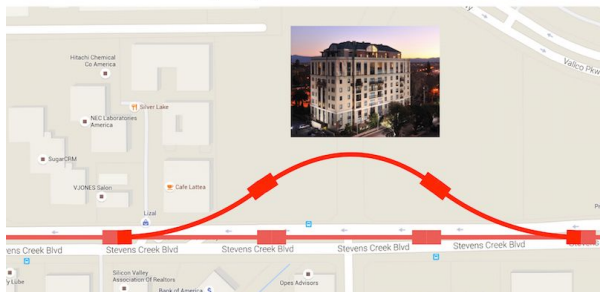 Hitachi Chemical
Co America
Vallco Pkwy
Silver Lake
NEC Laboratories
America
SugarCRM
VJONES Salon
Cafe Lattea
Lizal
Stevens Creek Blvd
Stevens Creek Blvd
Stevens Creek Blvd
Stevens Creek Blvd
ens Creek Blvd
Silicon Valley
Association Of Realtors
y Lube
Bank of America
Opes Advisors